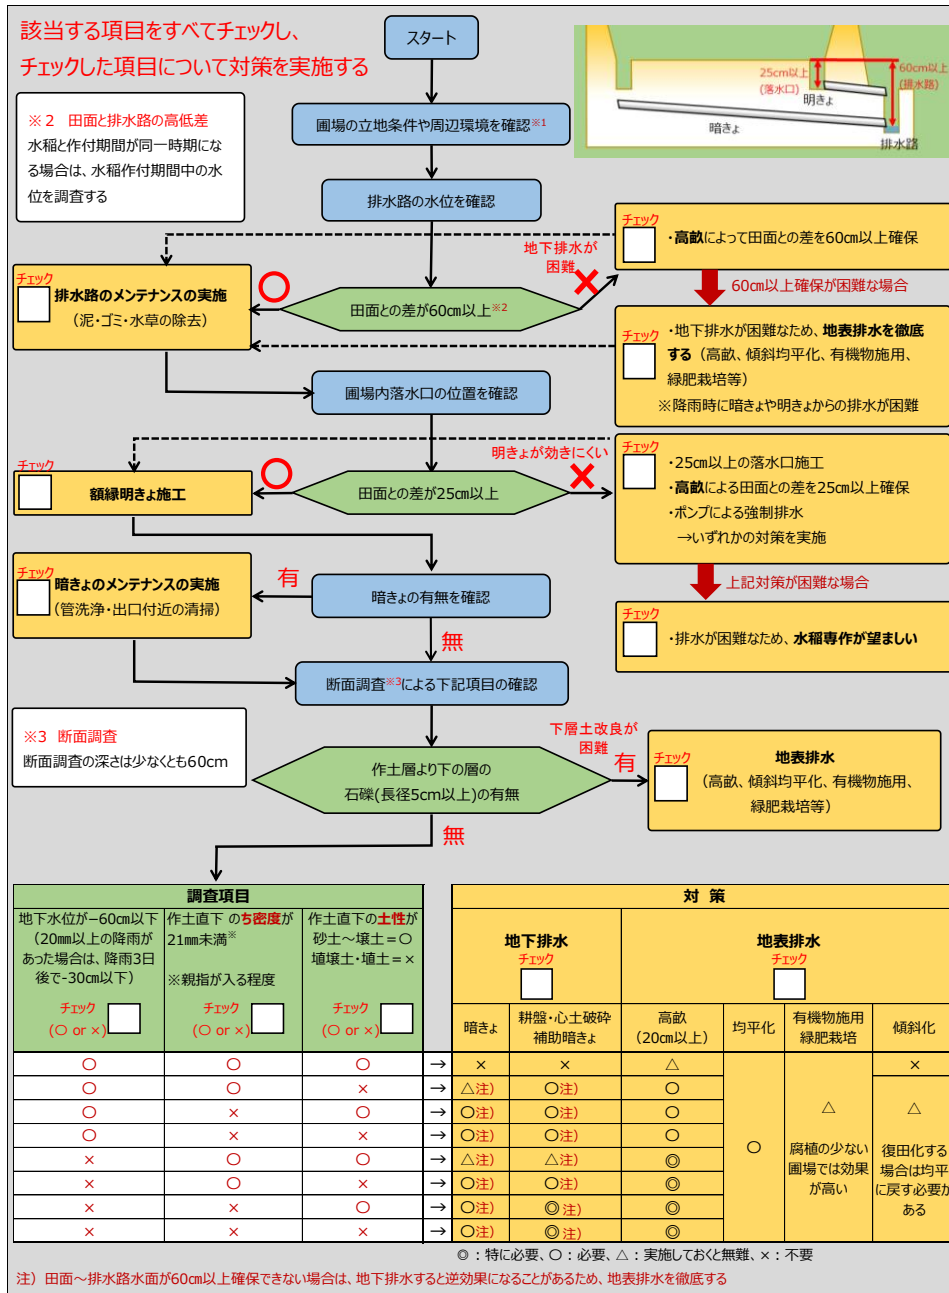 該当する項目をすべてチェックし、
チェックした項目について対策を実施する
スタート
25cm以上
(落水口)
60cm以上
(排水路)
明きょ
暗きょ
排水路
※2 田面と排水路の高低差
水稲と作付期間が同一時期にな
る場合は、水稲作付期間中の水
位を調査する
圃場の立地条件や周辺環境を確認※1
排水路の水位を確認
チェック
・高畝によって田面との差を60cm以上確保
地下排水が
困難
×
60cm以上確保が困難な場合
チェック
排水路のメンテナンスの実施
(泥・ゴミ・水草の除去)
○
田面との差が60cm以上※2
チェック
・地下排水が困難なため、地表排水を徹底
する(高畝、傾斜均平化、有機物施用、
緑肥栽培等)
※降雨時に暗きょや明きょからの排水が困難
圃場内落水口の位置を確認
明きょが効きにくい
×
チェック
額縁明きょ施工
○
田面との差が25cm以上
チェック
・25cm以上の落水口施工
・高畝による田面との差を25cm以上確保
・ポンプによる強制排水
→いずれかの対策を実施
上記対策が困難な場合
チェック
暗きょのメンテナンスの実施
(管洗浄・出口付近の清掃)
有
暗きょの有無を確認
無
チェック
・排水が困難なため、水稲専作が望ましい
断面調査※3による下記項目の確認
※3 断面調査
断面調査の深さは少なくとも60cm
下層土改良が
困難
有
作土層より下の層の
石礫(長径5cm以上)の有無
チェック
地表排水
(高畝、傾斜均平化、有機物施用、
緑肥栽培等)
無
調査項目
対 策
地下水位が−60cm以下
(20mm以上の降雨が
あった場合は、降雨3日
後で-30cm以下)
チェック
(○ or ×)
作土直下 のち密度が
21mm未満※
※親指が入る程度
チェック
(○ or ×)
作土直下の土性が
砂土～壌土=○
埴壌土・埴土=×
チェック
(○ or ×)
地下排水
チェック
地表排水
チェック
暗きょ
耕盤・心土破砕
補助暗きょ
高畝
(20cm以上)
均平化
有機物施用
緑肥栽培
傾斜化
○ ○ ○ → × × △ ×
○ ○ × → △注) ○注) ○
○ × ○ → ○注) ○注) ○
○ × × → ○注) ○注) ○
× ○ ○ → △注) △注) ◎
× ○ × → ○注) ○注) ◎
× × ○ → ○注) ◎注) ◎
× × × → ○注) ◎注) ◎
○
△
腐植の少ない
圃場では効果
が高い
△
復田化する
場合は均平
に戻す必要が
ある
◎：特に必要、○：必要、△：実施しておくと無難、×：不要
注）田面～排水路水面が60cm以上確保できない場合は、地下排水すると逆効果になることがあるため、地表排水を徹底する